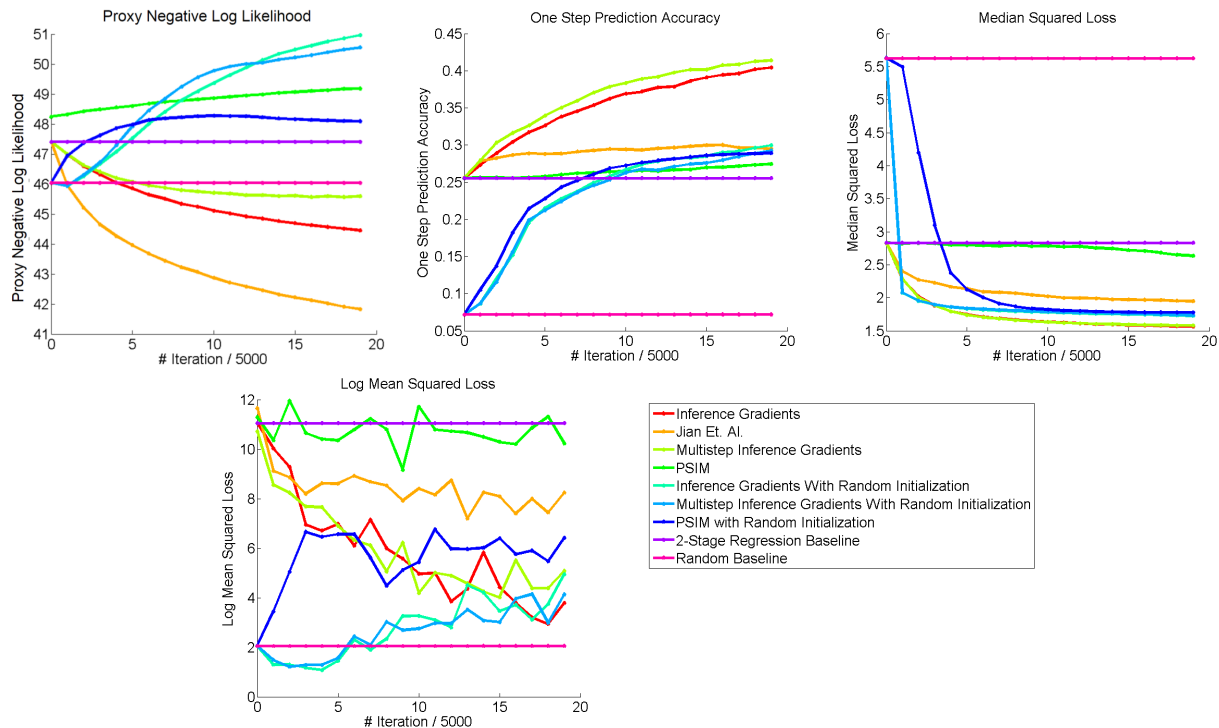 Proxy Negative Log Likelihood
51
50
49
48
47
46
45
44
43
42
41
0
5
10
15
20
Proxy Negative Log Likelihood
# Iteration / 5000
One Step Prediction Accuracy
0.45
0.4
0.35
0.3
0.25
0.2
0.15
0.1
0.05
0
5
10
15
20
One Step Prediction Accuracy
# Iteration / 5000
Median Squared Loss
6
5.5
5
4.5
4
3.5
3
2.5
2
1.5
0
5
10
15
20
Median Squared Loss
# Iteration / 5000
Log Mean Squared Loss
12
10
8
6
4
2
0
0
5
10
15
20
Log Mean Squared Loss
# Iteration / 5000
Inference Gradients
Jian Et. Al.
Multistep Inference Gradients
PSIM
Inference Gradients With Random Initialization
Multistep Inference Gradients With Random Initialization
PSIM with Random Initialization
2-Stage Regression Baseline
Random Baseline